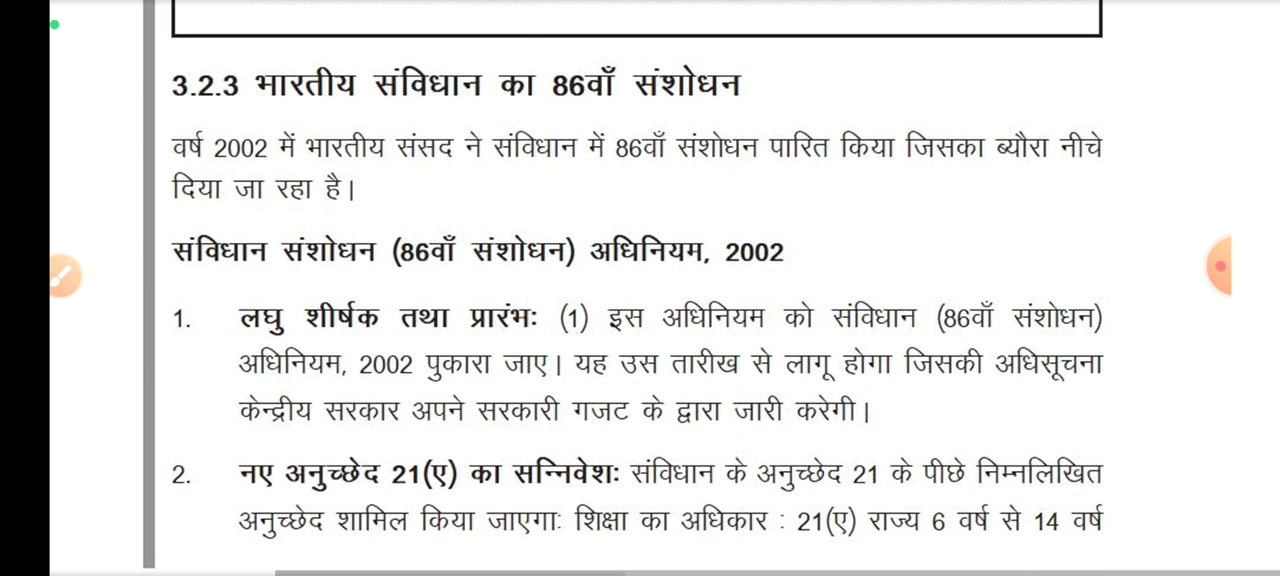 3.2.3 भारतीय संविधान का 86वाँ संशोधन
वर्ष 2002 में भारतीय संसद ने संविधान में 86वाँ संशोधन पारित किया जिसका ब्यौरा नीचे
दिया जा रहा है।
संविधान संशोधन (86वाँ संशोधन) अधिनियम, 2002
1. लघु शीर्षक तथा प्रारंभः (1) इस अधिनियम को संविधान (86वाँ संशोधन)
अधिनियम, 2002 पुकारा जाए। यह उस तारीख से लागू होगा जिसकी अधिसूचना
केन्द्रीय सरकार अपने सरकारी गजट के द्वारा जारी करेगी।
2. नए अनुच्छेद 21(ए) का सन्निवेशः संविधान के अनुच्छेद 21 के पीछे निम्नलिखित
अनुच्छेद शामिल किया जाएगाः शिक्षा का अधिकार : 21(ए) राज्य 6 वर्ष से 14 वर्ष